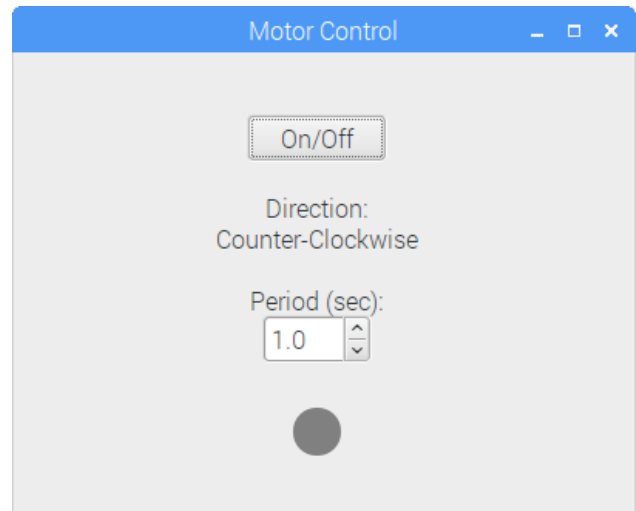 Motor Control
On/Off
Direction:
Counter-Clockwise
Period (sec):
1.0